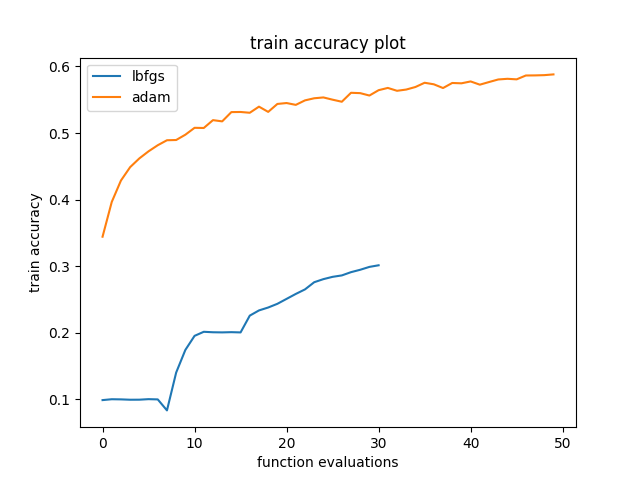 train accuracy plot
lbfgs
adam
train accuracy
0.6
0.5
0.4
0.3
0.2
0.1
0 10 20 30 40 50
function evaluations